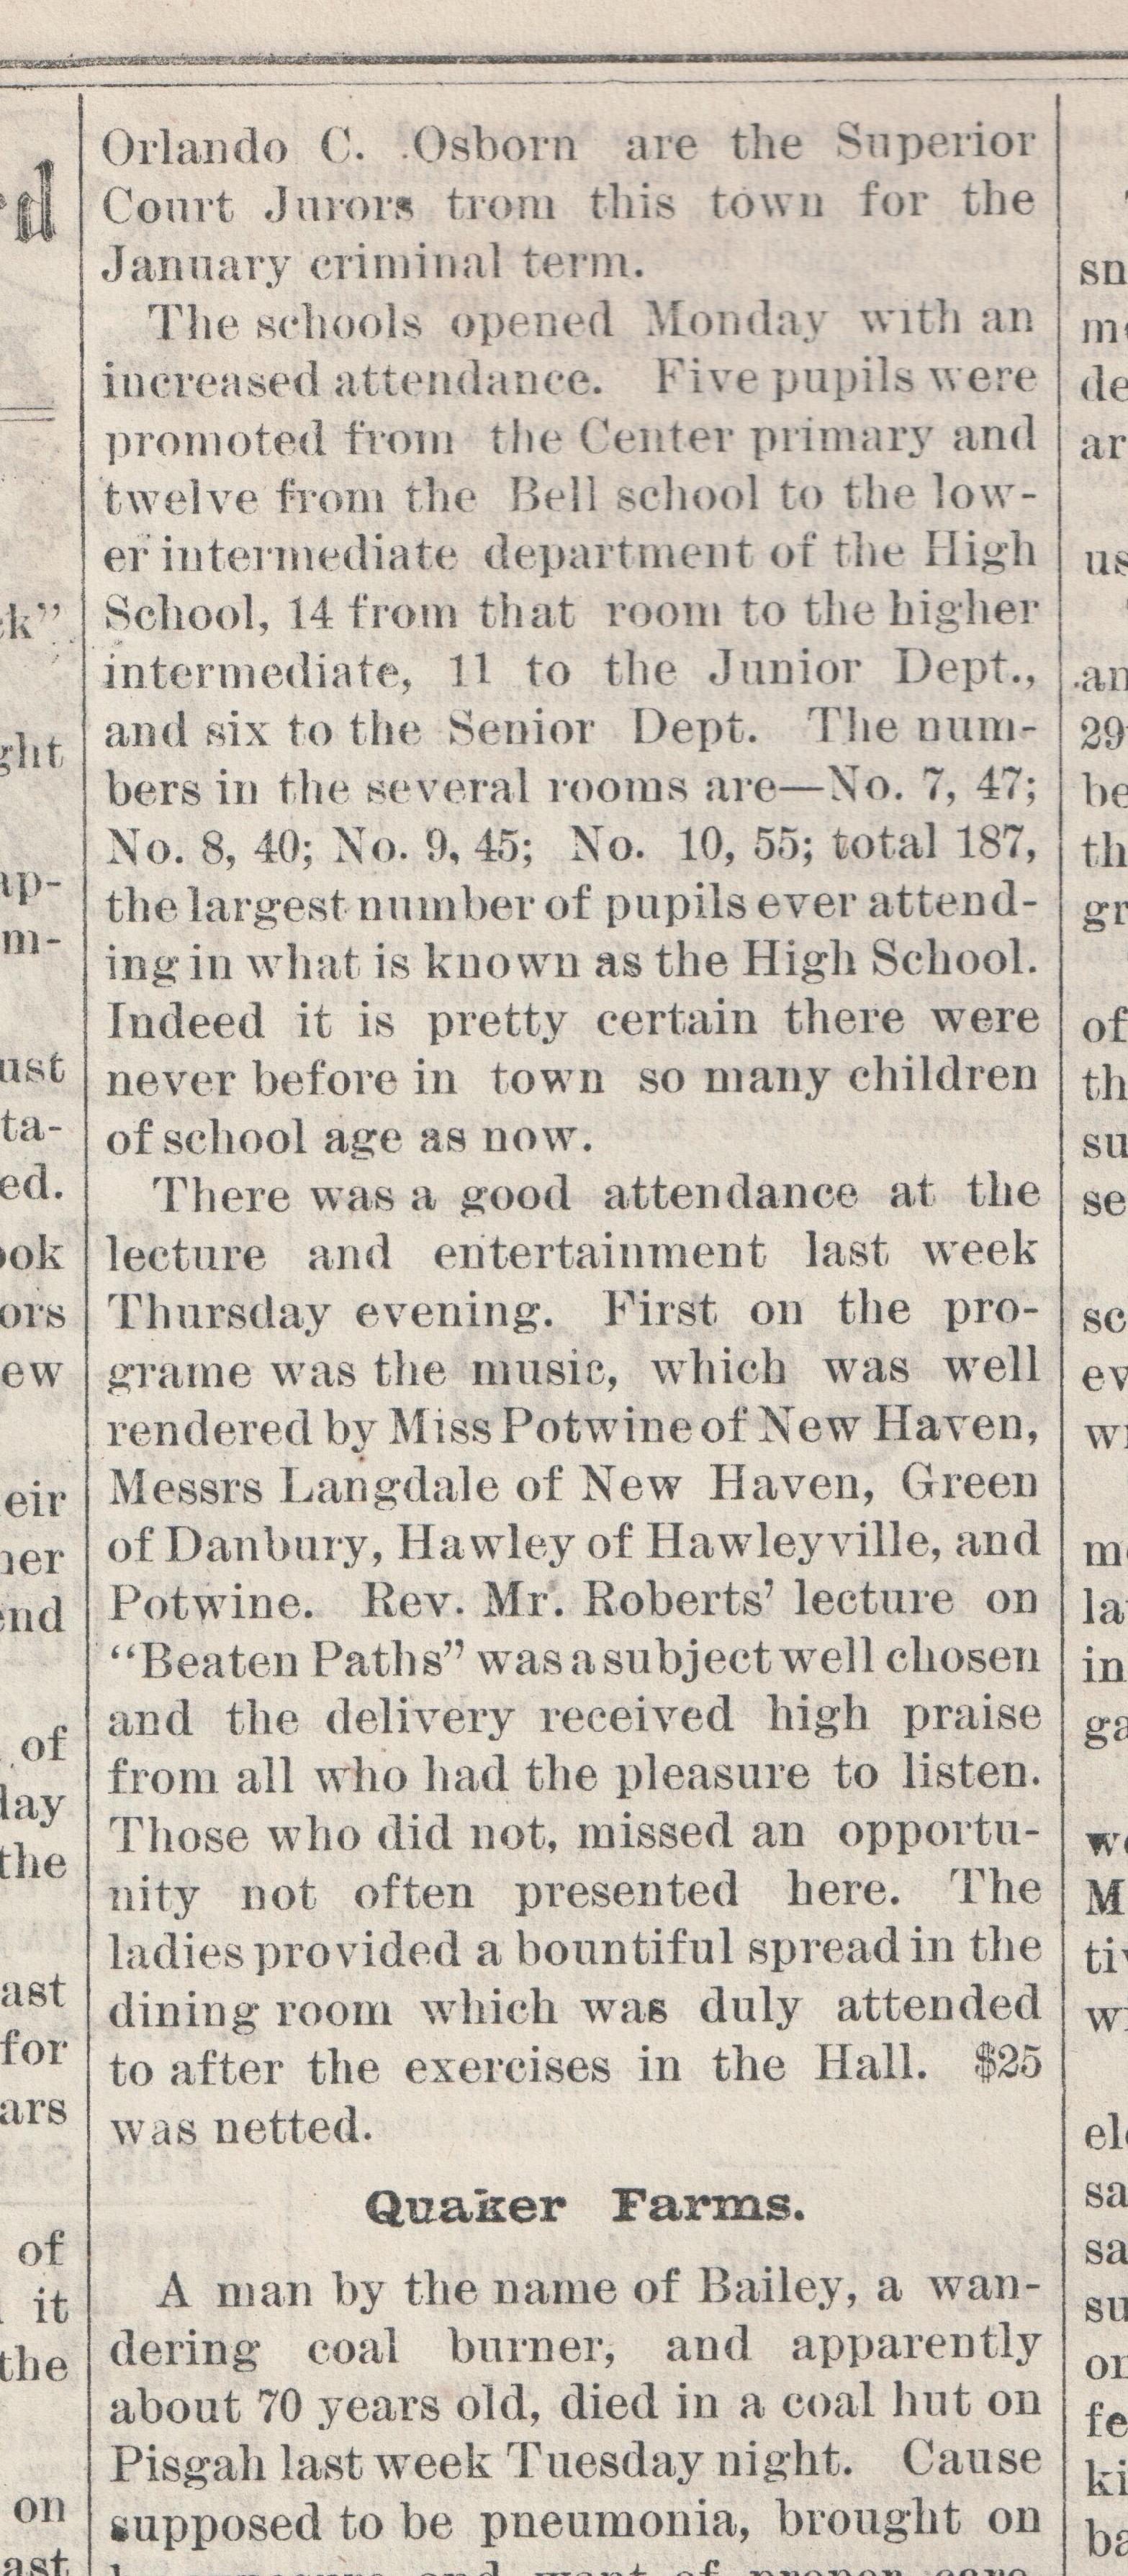 Orlando C. Osborn are the Superior
Court Jurors trom this town for the
January criminal term.
The schools opened Monday with an
increased attendance. Five pupils were
promoted from the Center primary and
twelve from the Bell school to the low-
er intermediate department of the High
School, 14 from that room to the higher
intermediate, 11 to the Junior Dept.,
and six to the Senior Dept. The num-
bers in the several rooms are—No. 7, 47;
No. 8, 40; No. 9, 45; No. 10, 55; total 187,
the largest number of pupils ever attend-
ing in what is known as the High School.
Indeed it is pretty certain there were
never before in town so many children
of school age as now.
There was a good attendance at the
lecture and entertainment last week
Thursday evening. First on the pro-
grame was the music, which was well
rendered by Miss Potwine of New Haven,
Messrs Langdale of New Haven, Green
of Danbury, Hawley of Hawleyville, and
Potwine. Rev. Mr. Roberts' lecture on
“Beaten Paths” was a subject well chosen
and the delivery received high praise
from all who had the pleasure to listen.
Those who did not, missed an opportu-
nity not often presented here. The
ladies provided a bountiful spread in the
dining room which was duly attended
to after the exercises in the Hall. $25
was netted.
Quaker Farms.
A man by the name of Bailey, a wan-
dering coal burner, and apparently
about 70 years old, died in a coal hut on
Pisgah last week Tuesday night. Cause
supposed to be pneumonia, brought on